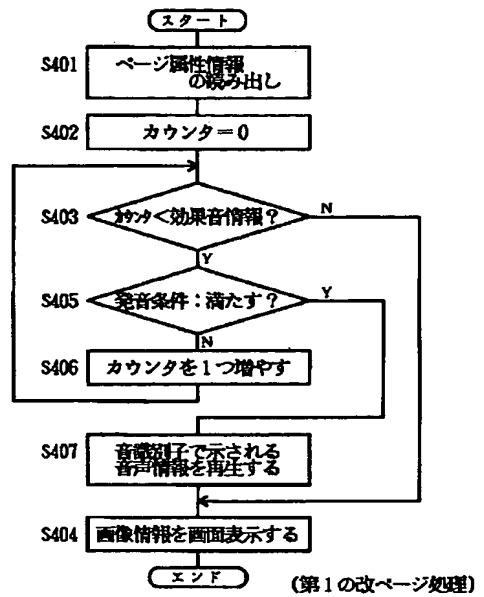 スタート
S401
ページ属性情報
の読み出し
S402
カウンタ=0
S403
カウンタ<効果音情報?
N
Y
S405
発音条件:満たす?
Y
N
S406
カウンタを1つ増やす
S407
音識別子で示される
音声情報を再生する
S404
画像情報を画面表示する
エンド
(第1の改ページ処理)